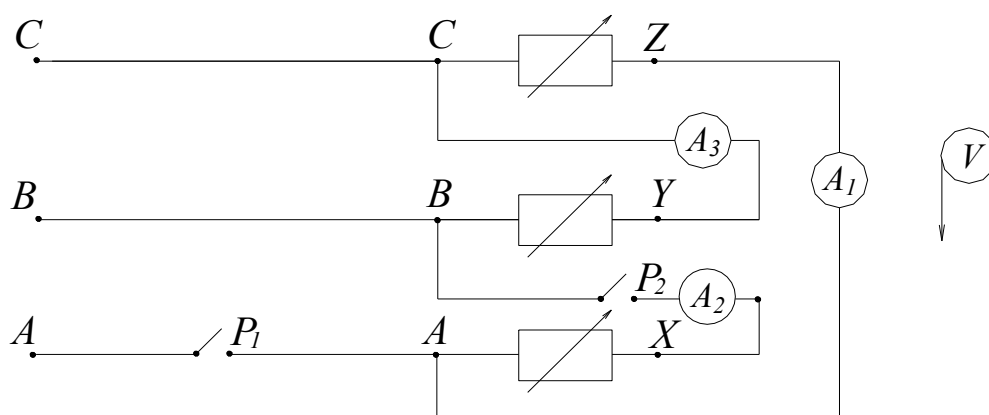 C C Z
A₃
V
A₁
B B Y
P₂ A₂
A P₁ A X